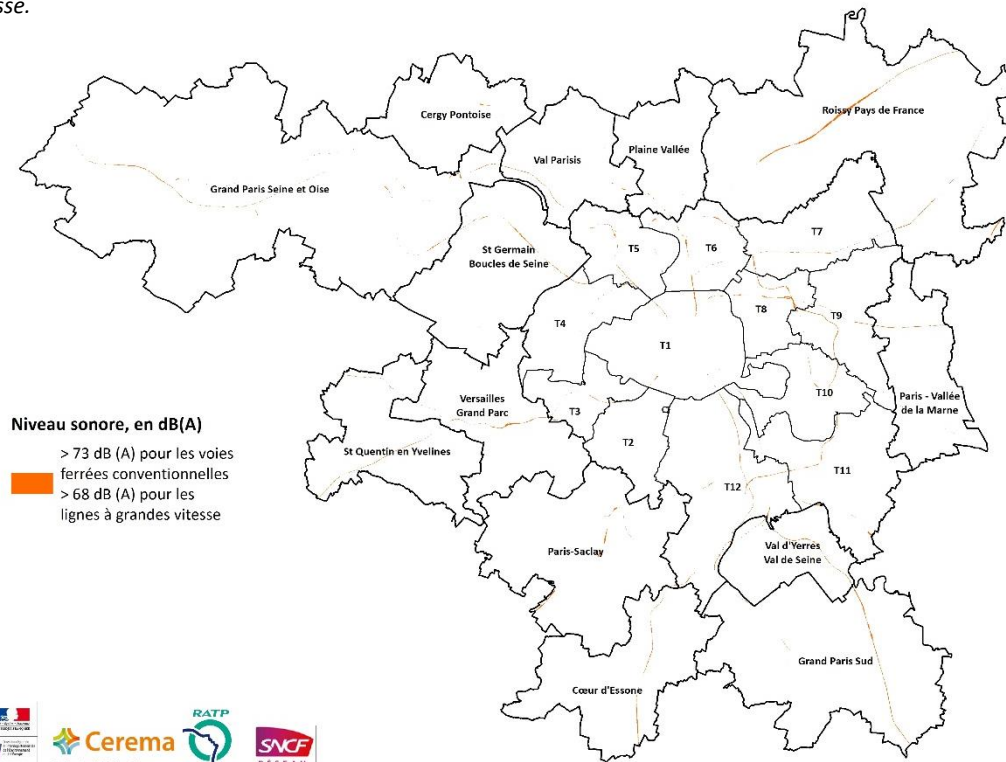 sse.
Roissy Pays de France
Cergy Pontoise
Val Parisis
Plaine Vallée
Grand Paris Seine et Oise
T7
St Germain
Boucles de Seine
T5
T6
T8
T9
T4
T1
Versailles
Grand Parc
T3
T10
Paris - Vallée
de la Marne
Niveau sonore, en dB(A)
> 73 dB (A) pour les voies
ferrées conventionnelles
> 68 dB (A) pour les
lignes à grandes vitesse
St Quentin en Yvelines
T2
T11
T12
Paris-Saclay
Val d'Yerres
Val de Seine
Grand Paris Sud
Cœur d'Essone
Cerema
RATP
SNCF